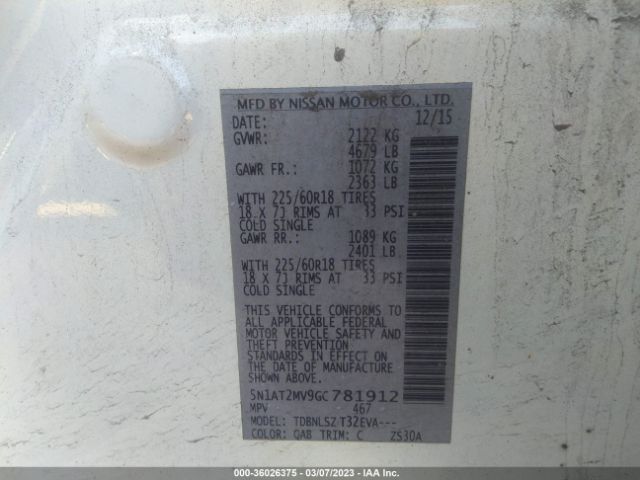 MFD BY NISSAN MOTOR CO., LTD.
DATE: 12/15
GVWR: 2122 KG
4679 LB
GAWR FR.: 1072 KG
2363 LB
WITH 225/60R18 TIRES
18 X 7J RIMS AT 33 PSI
COLD SINGLE
GAWR RR.: 1089 KG
2401 LB
WITH 225/60R18 TIRES
18 X 7J RIMS AT 33 PSI
COLD SINGLE
THIS VEHICLE CONFORMS TO
ALL APPLICABLE FEDERAL
MOTOR VEHICLE SAFETY AND
THEFT PREVENTION
STANDARDS IN EFFECT ON
THE DATE OF MANUFACTURE
SHOWN ABOVE.
5N1AT2MV9GC781912
MPV 467
MODEL: TDBNLSZ T32EVA---
COLOR: QAB TRIM: C ZS30A
000-36026375 - 03/07/2023 - IAA Inc.